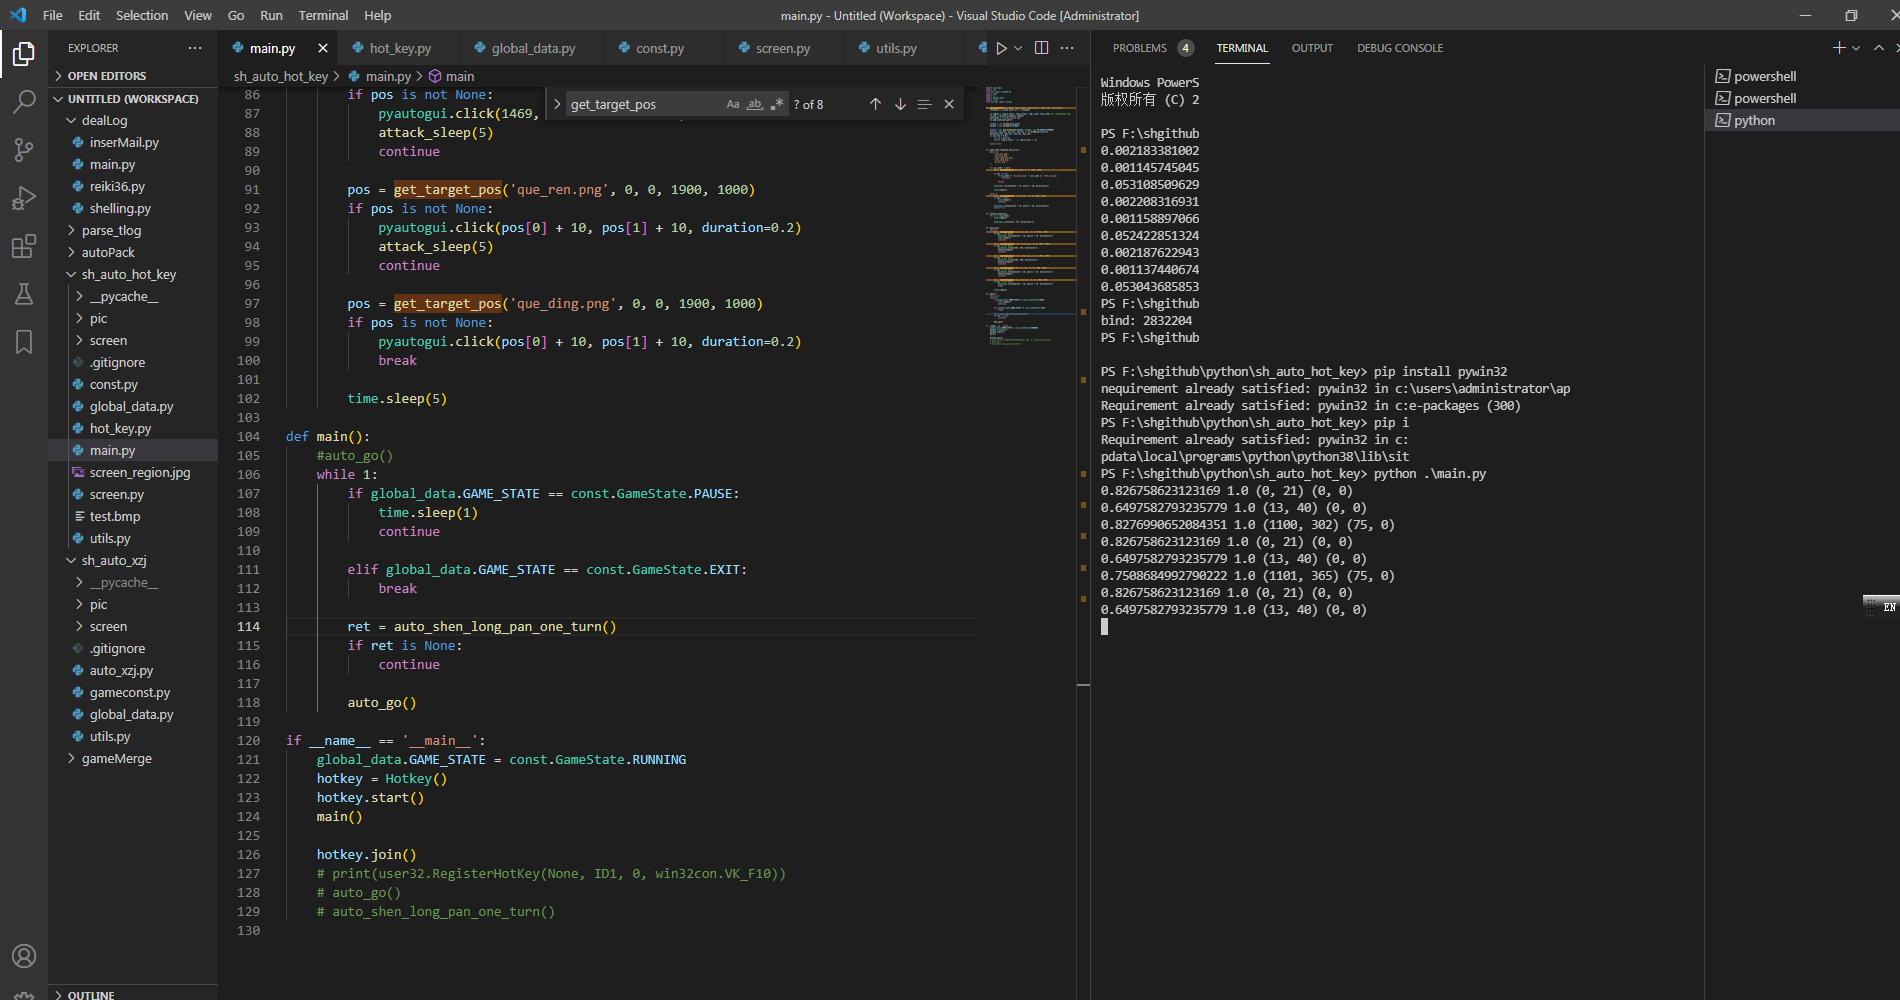 File Edit Selection View Go Run Terminal Help
main.py - Untitled (Workspace) - Visual Studio Code [Administrator]
EXPLORER
OPEN EDITORS
UNTITLED (WORKSPACE)
dealLog
inserMail.py
main.py
reiki36.py
shelling.py
parse_tlog
autoPack
sh_auto_hot_key
__pycache__
pic
screen
.gitignore
const.py
global_data.py
hot_key.py
main.py
screen_region.jpg
screen.py
test.bmp
utils.py
sh_auto_xzj
__pycache__
pic
screen
.gitignore
auto_xzj.py
gameconst.py
global_data.py
utils.py
gameMerge
OUTLINE
main.py hot_key.py global_data.py const.py screen.py utils.py
sh_auto_hot_key > main.py > main
get_target_pos Aa ab ? of 8
86 if pos is not None:
87 pyautogui.click(1469,
88 attack_sleep(5)
89 continue
90
91 pos = get_target_pos('que_ren.png', 0, 0, 1900, 1000)
92 if pos is not None:
93 pyautogui.click(pos[0] + 10, pos[1] + 10, duration=0.2)
94 attack_sleep(5)
95 continue
96
97 pos = get_target_pos('que_ding.png', 0, 0, 1900, 1000)
98 if pos is not None:
99 pyautogui.click(pos[0] + 10, pos[1] + 10, duration=0.2)
100 break
101
102 time.sleep(5)
103
104 def main():
105 #auto_go()
106 while 1:
107 if global_data.GAME_STATE == const.GameState.PAUSE:
108 time.sleep(1)
109 continue
110
111 elif global_data.GAME_STATE == const.GameState.EXIT:
112 break
113
114 ret = auto_shen_long_pan_one_turn()
115 if ret is None:
116 continue
117
118 auto_go()
119
120 if __name__ == '__main__':
121 global_data.GAME_STATE = const.GameState.RUNNING
122 hotkey = Hotkey()
123 hotkey.start()
124 main()
125
126 hotkey.join()
127 # print(user32.RegisterHotKey(None, ID1, 0, win32con.VK_F10))
128 # auto_go()
129 # auto_shen_long_pan_one_turn()
130
PROBLEMS 4 TERMINAL OUTPUT DEBUG CONSOLE
Windows PowerS
版权所有 (C) 2
PS F:\shgithub
0.002183381002
0.001145745045
0.053108509629
0.002208316931
0.001158897066
0.052422851324
0.002187622943
0.001137440674
0.053043685853
PS F:\shgithub
bind: 2832204
PS F:\shgithub
PS F:\shgithub\python\sh_auto_hot_key> pip install pywin32
nequirement already satisfied: pywin32 in c:\users\administrator\ap
Requirement already satisfied: pywin32 in c:e-packages (300)
PS F:\shgithub\python\sh_auto_hot_key> pip i
Requirement already satisfied: pywin32 in c:
pdata\local\programs\python\python38\lib\sit
PS F:\shgithub\python\sh_auto_hot_key> python .\main.py
0.826758623123169 1.0 (0, 21) (0, 0)
0.6497582793235779 1.0 (13, 40) (0, 0)
0.8276990652084351 1.0 (1100, 302) (75, 0)
0.826758623123169 1.0 (0, 21) (0, 0)
0.6497582793235779 1.0 (13, 40) (0, 0)
0.7508684992790222 1.0 (1101, 365) (75, 0)
0.826758623123169 1.0 (0, 21) (0, 0)
0.6497582793235779 1.0 (13, 40) (0, 0)
powershell
powershell
python
EN